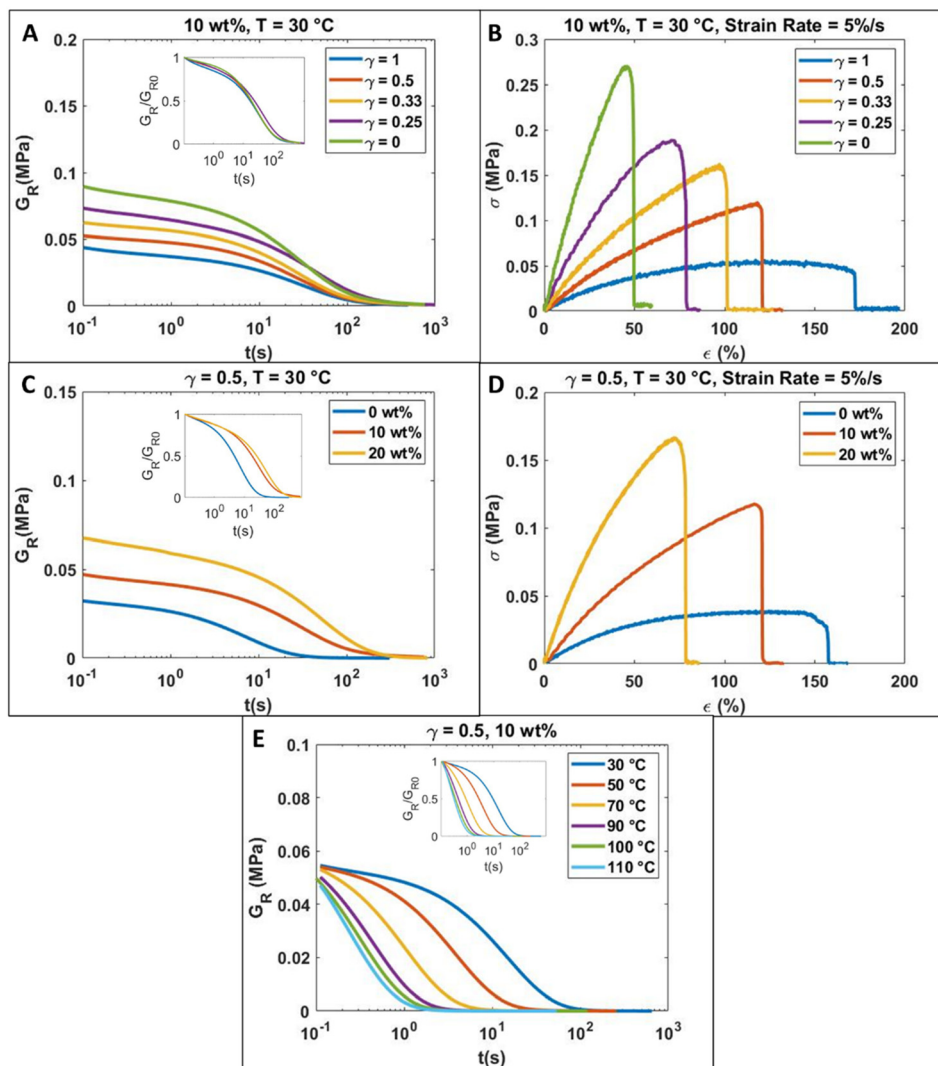 A
10 wt%, T = 30 °C
G_R(MPa)
0.2
0.15
0.1
0.05
0
10^-1
10^0
10^1
10^2
10^3
t(s)
G_R/G_R0
1
0.5
0
10^0
10^1
10^2
t(s)
γ = 1
γ = 0.5
γ = 0.33
γ = 0.25
γ = 0
B
10 wt%, T = 30 °C, Strain Rate = 5%/s
σ (MPa)
0.3
0.25
0.2
0.15
0.1
0.05
0
0
50
100
150
200
ϵ (%)
γ = 1
γ = 0.5
γ = 0.33
γ = 0.25
γ = 0
C
γ = 0.5, T = 30 °C
G_R(MPa)
0.15
0.1
0.05
0
10^-1
10^0
10^1
10^2
10^3
t(s)
G_R/G_R0
1
0.5
0
10^0
10^1
10^2
t(s)
0 wt%
10 wt%
20 wt%
D
γ = 0.5, T = 30 °C, Strain Rate = 5%/s
σ (MPa)
0.2
0.15
0.1
0.05
0
0
50
100
150
200
ϵ (%)
0 wt%
10 wt%
20 wt%
E
γ = 0.5, 10 wt%
G_R (MPa)
0.1
0.08
0.06
0.04
0.02
0
10^-1
10^0
10^1
10^2
10^3
t(s)
G_R/G_R0
1
0.5
0
10^0
10^1
10^2
t(s)
30 °C
50 °C
70 °C
90 °C
100 °C
110 °C